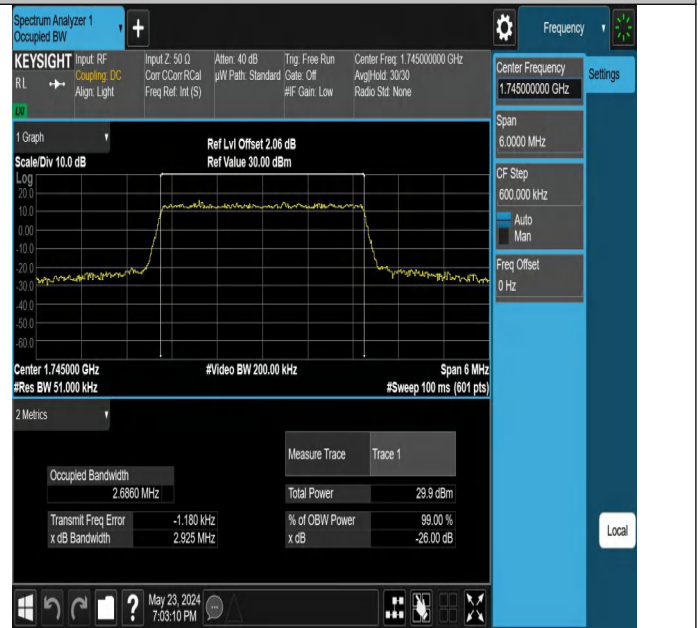 Spectrum Analyzer 1
Occupied BW
+
Frequency
KEYSIGHT
RL
Input: RF
Coupling: DC
Align: Light
Input Z: 50 Ω
Corr CCorr RCal
Freq Ref: Int (S)
Atten: 40 dB
µW Path: Standard
Trig: Free Run
Gate: Off
#IF Gain: Low
Center Freq: 1.745000000 GHz
Avg|Hold: 30/30
Radio Std: None
Center Frequency
1.745000000 GHz
Settings
Span
6.0000 MHz
CF Step
600.000 kHz
Auto
Man
Freq Offset
0 Hz
1 Graph
Scale/Div 10.0 dB
Ref Lvl Offset 2.06 dB
Ref Value 30.00 dBm
Log
20.0
10.0
0.00
-10.0
-20.0
-30.0
-40.0
-50.0
-60.0
Center 1.745000 GHz
#Video BW 200.00 kHz
Span 6 MHz
#Res BW 51.000 kHz
#Sweep 100 ms (601 pts)
2 Metrics
Measure Trace Trace 1
Occupied Bandwidth
2.6860 MHz
Total Power 29.9 dBm
Transmit Freq Error -1.180 kHz
% of OBW Power 99.00 %
x dB Bandwidth 2.925 MHz
x dB -26.00 dB
Local
?
May 23, 2024
7:03:10 PM